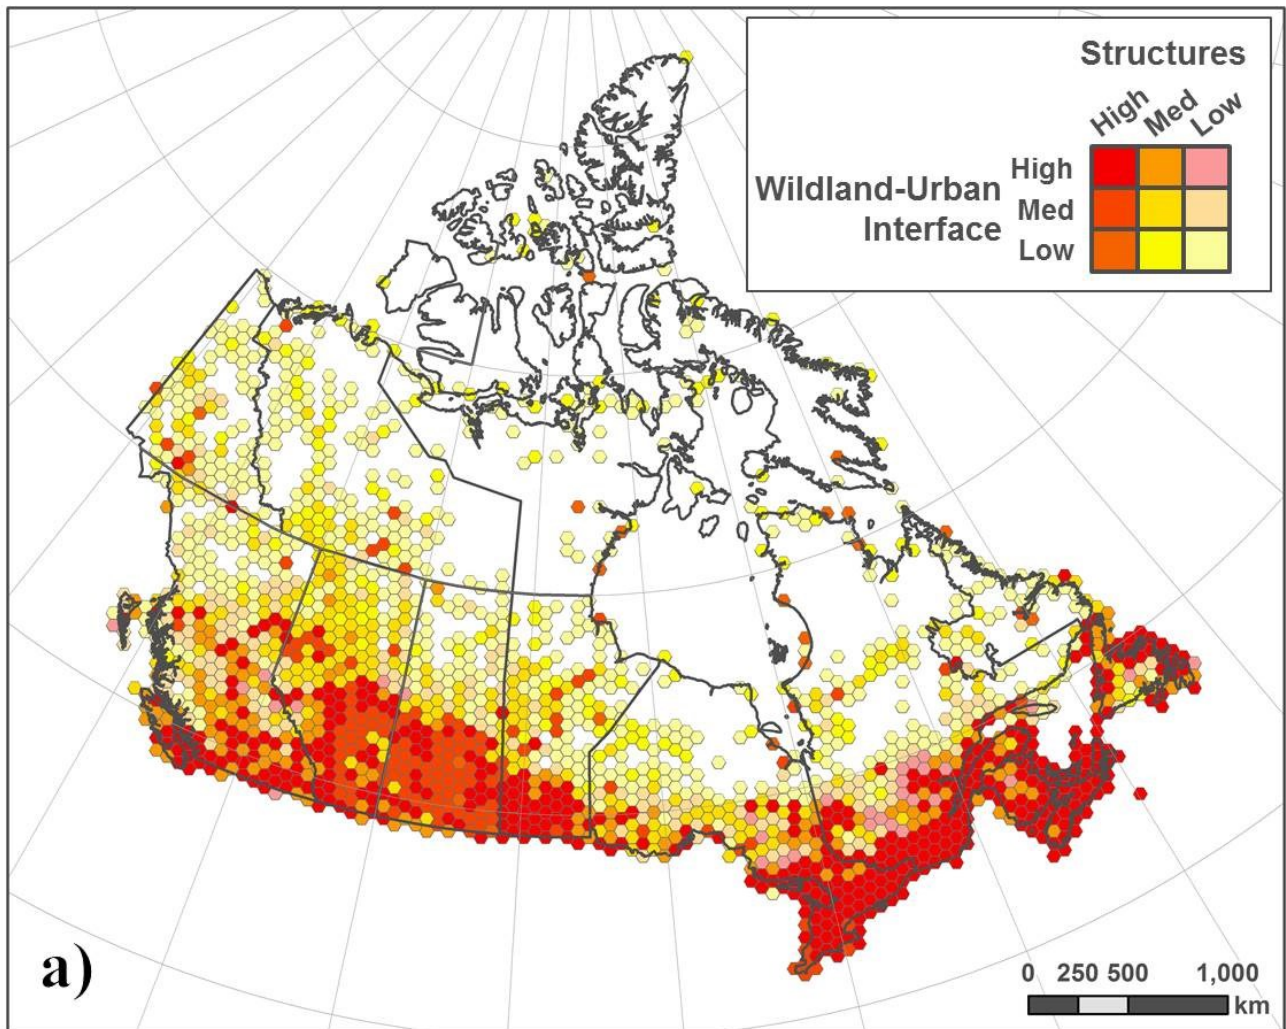 Structures
High Med Low
Wildland-Urban
Interface
High
Med
Low
a)
0 250 500 1,000
km